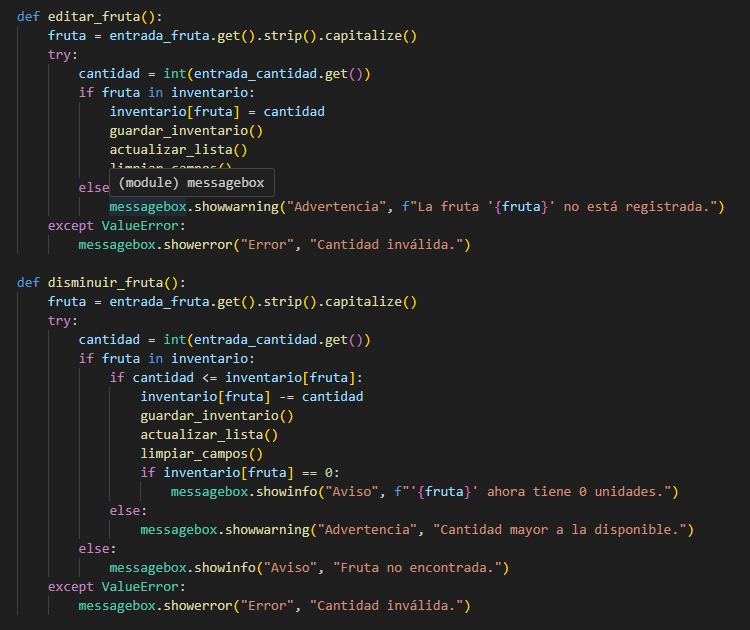 def editar_fruta():
    fruta = entrada_fruta.get().strip().capitalize()
    try:
        cantidad = int(entrada_cantidad.get())
        if fruta in inventario:
            inventario[fruta] = cantidad
            guardar_inventario()
            actualizar_lista()
            limpiar_campos()
(module) messagebox
        else
            messagebox.showwarning("Advertencia", f"La fruta '{fruta}' no está registrada.")
    except ValueError:
        messagebox.showerror("Error", "Cantidad inválida.")

def disminuir_fruta():
    fruta = entrada_fruta.get().strip().capitalize()
    try:
        cantidad = int(entrada_cantidad.get())
        if fruta in inventario:
            if cantidad <= inventario[fruta]:
                inventario[fruta] -= cantidad
                guardar_inventario()
                actualizar_lista()
                limpiar_campos()
                if inventario[fruta] == 0:
                    messagebox.showinfo("Aviso", f"'{fruta}' ahora tiene 0 unidades.")
            else:
                messagebox.showwarning("Advertencia", "Cantidad mayor a la disponible.")
        else:
            messagebox.showinfo("Aviso", "Fruta no encontrada.")
    except ValueError:
        messagebox.showerror("Error", "Cantidad inválida.")